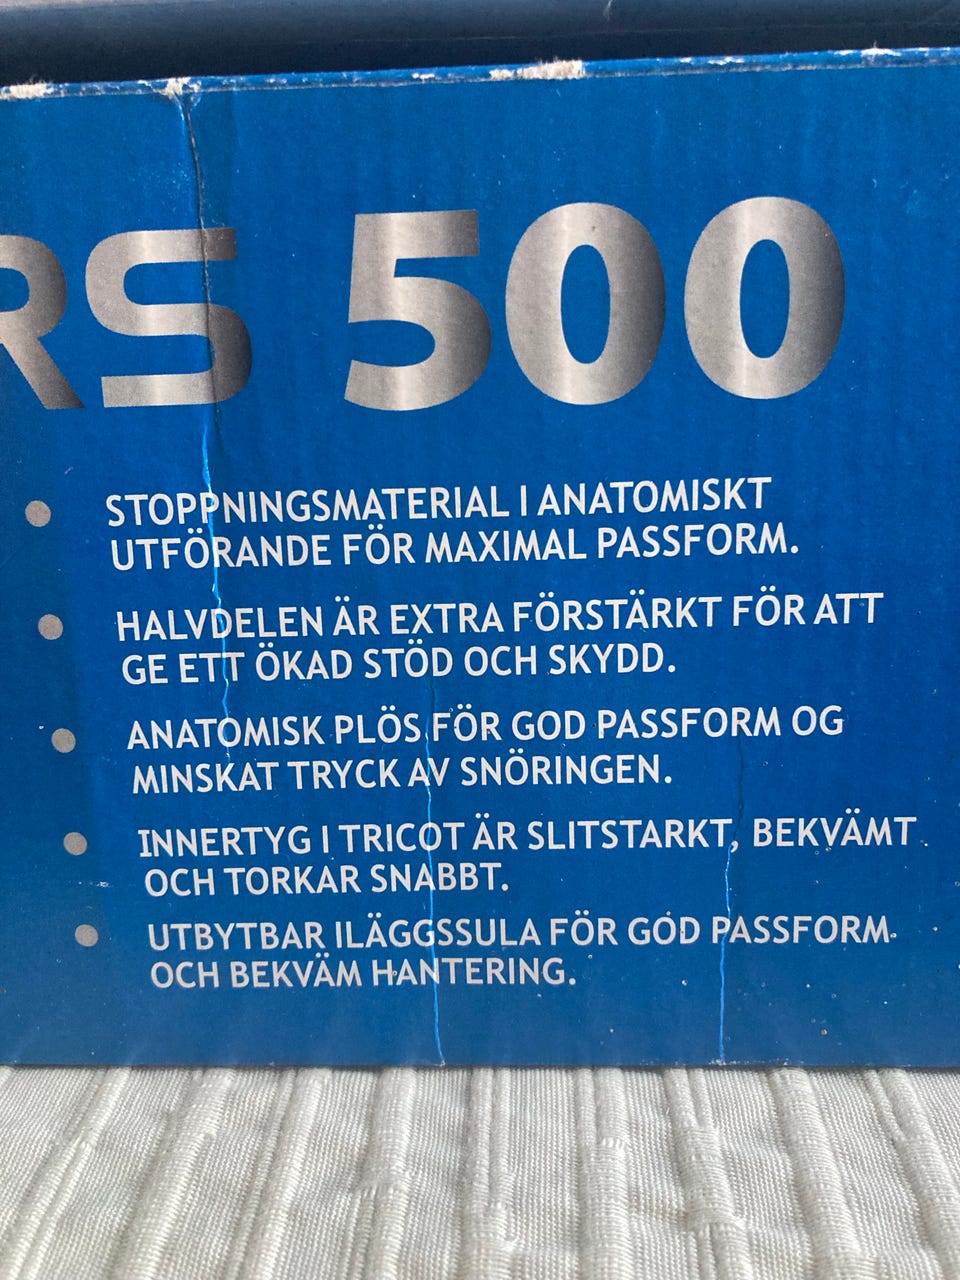 RS 500
STOPPNINGSMATERIAL I ANATOMISKT
UTFÖRANDE FÖR MAXIMAL PASSFORM.
HALVDELEN ÄR EXTRA FÖRSTÄRKT FÖR ATT
GE ETT ÖKAD STÖD OCH SKYDD.
ANATOMISK PLÖS FÖR GOD PASSFORM OG
MINSKAT TRYCK AV SNÖRINGEN.
INNERTYG I TRICOT ÄR SLITSTARKT, BEKVÄMT
OCH TORKAR SNABBT.
UTBYTBAR ILÄGGSSULA FÖR GOD PASSFORM
OCH BEKVÄM HANTERING.